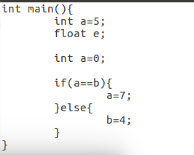 int main(){
int a=5;
float e;
int a=0;
if(a==b){
a=7;
}else{
b=4;
}
}